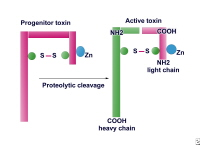 Progenitor toxin
Active toxin
NH2
COOH
S
S
Zn
S
S
Zn
NH2
light chain
Proteolytic cleavage
COOH
heavy chain